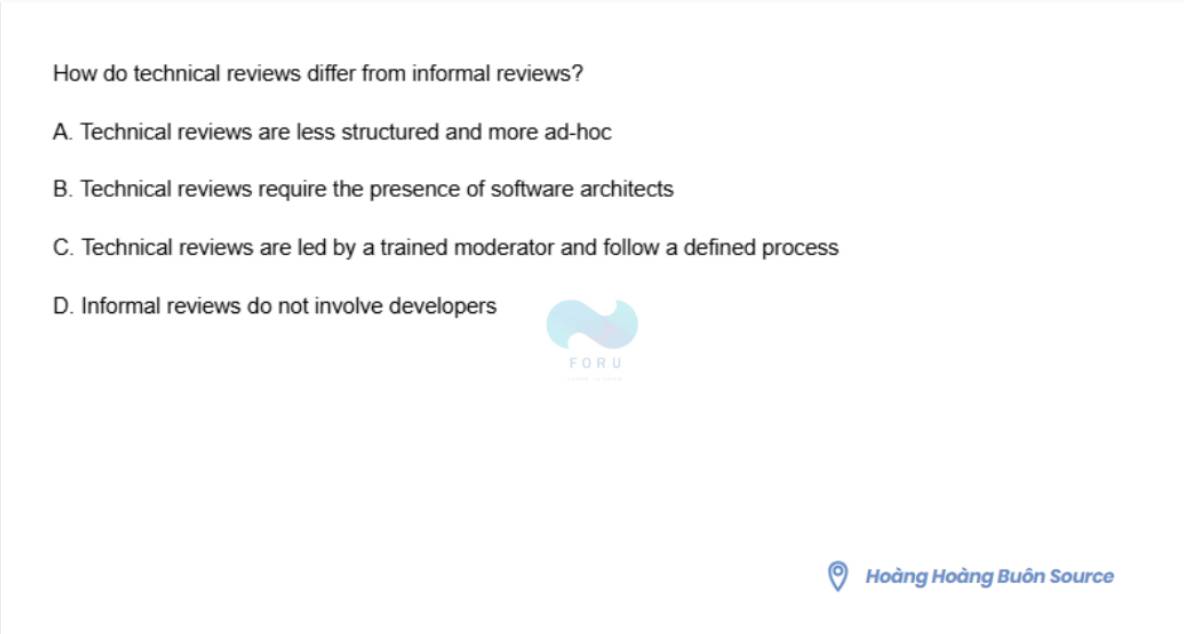 How do technical reviews differ from informal reviews?
A. Technical reviews are less structured and more ad-hoc
B. Technical reviews require the presence of software architects
C. Technical reviews are led by a trained moderator and follow a defined process
D. Informal reviews do not involve developers
FORU
Hoàng Hoàng Buôn Source